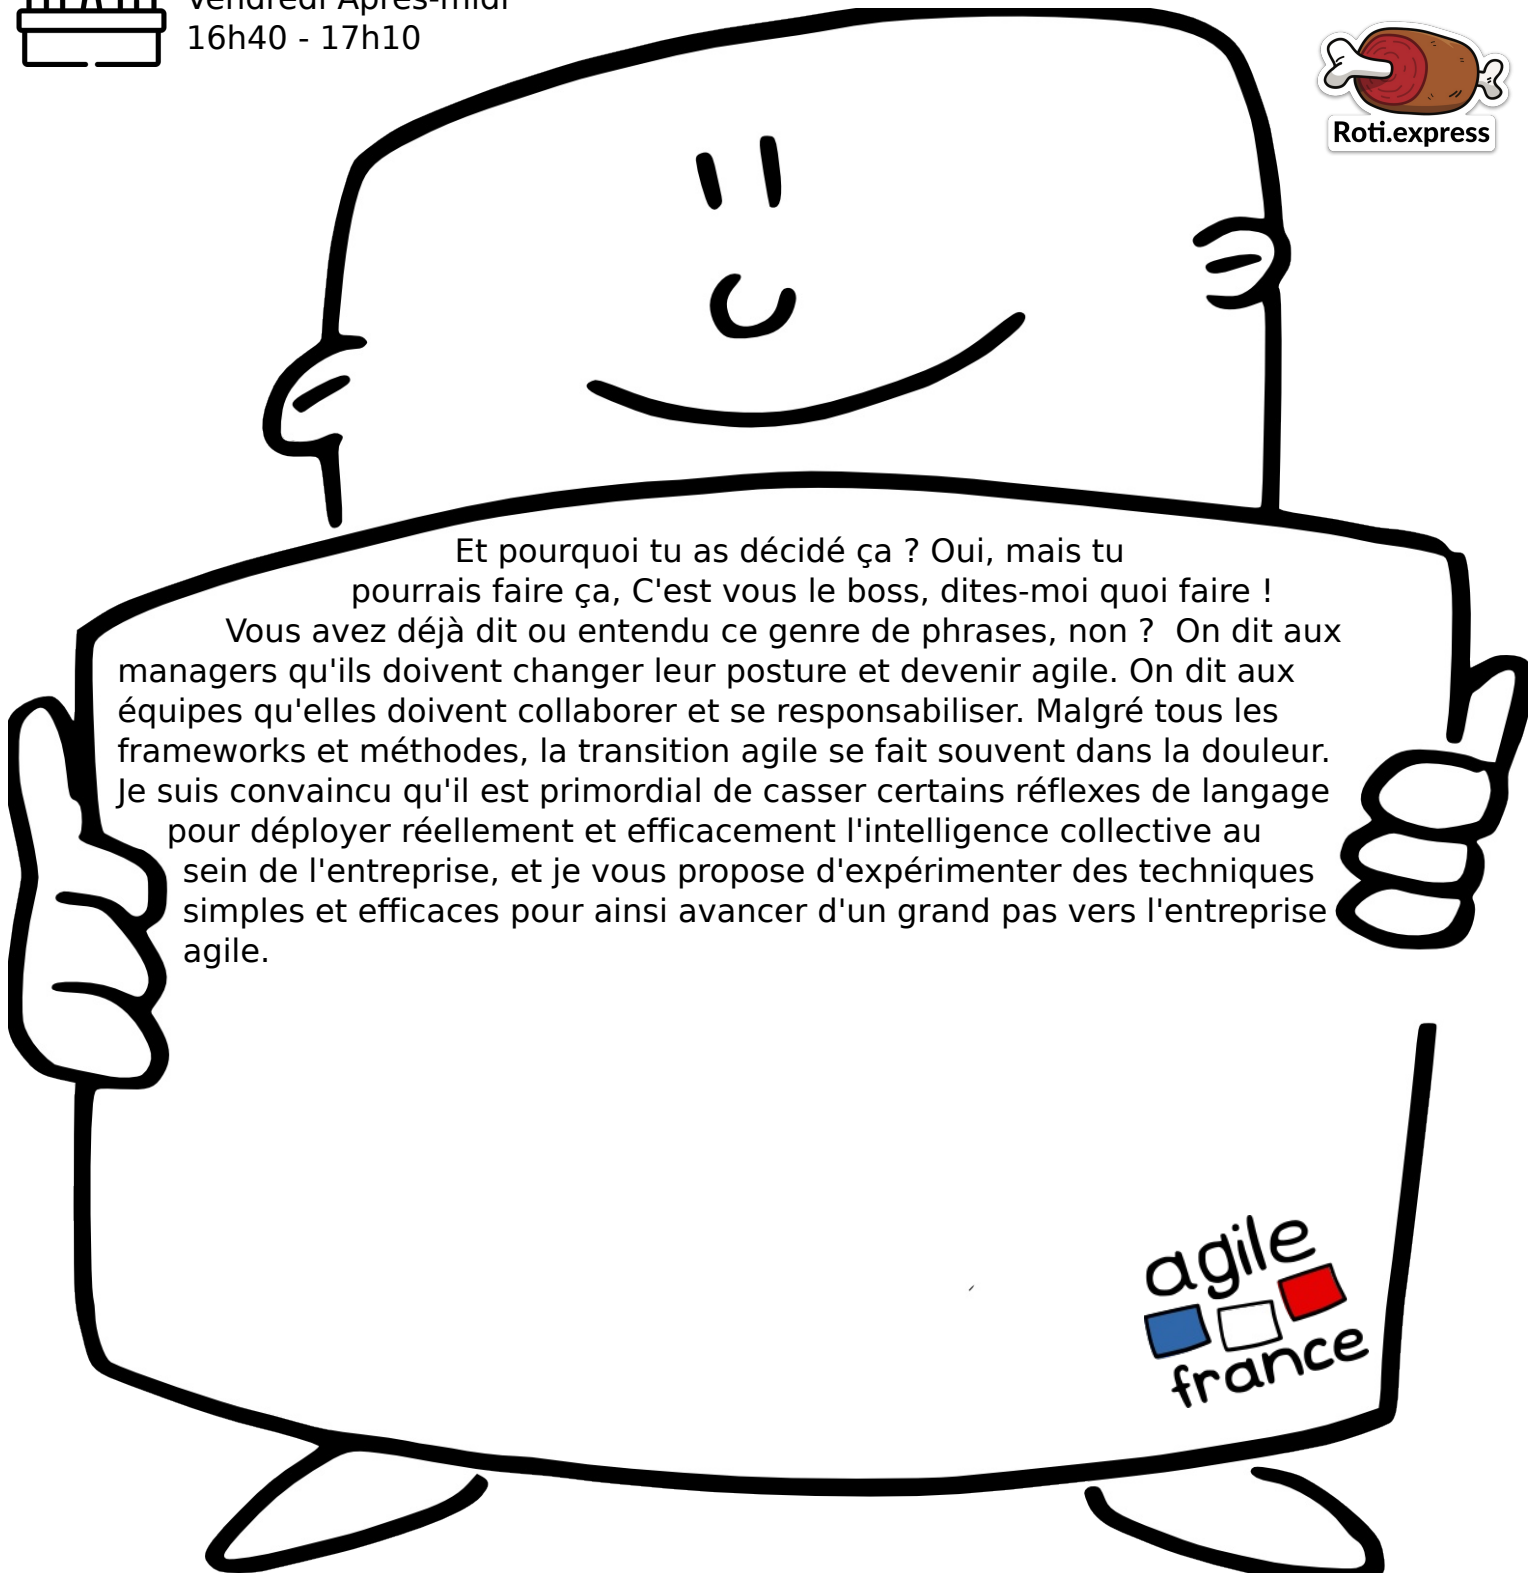 Vendredi Après-midi
16h40 - 17h10
Roti.express
Et pourquoi tu as décidé ça ? Oui, mais tu
pourrais faire ça, C'est vous le boss, dites-moi quoi faire !
Vous avez déjà dit ou entendu ce genre de phrases, non ?  On dit aux
managers qu'ils doivent changer leur posture et devenir agile. On dit aux
équipes qu'elles doivent collaborer et se responsabiliser. Malgré tous les
frameworks et méthodes, la transition agile se fait souvent dans la douleur.
Je suis convaincu qu'il est primordial de casser certains réflexes de langage
pour déployer réellement et efficacement l'intelligence collective au
sein de l'entreprise, et je vous propose d'expérimenter des techniques
simples et efficaces pour ainsi avancer d'un grand pas vers l'entreprise
agile.
agile
france